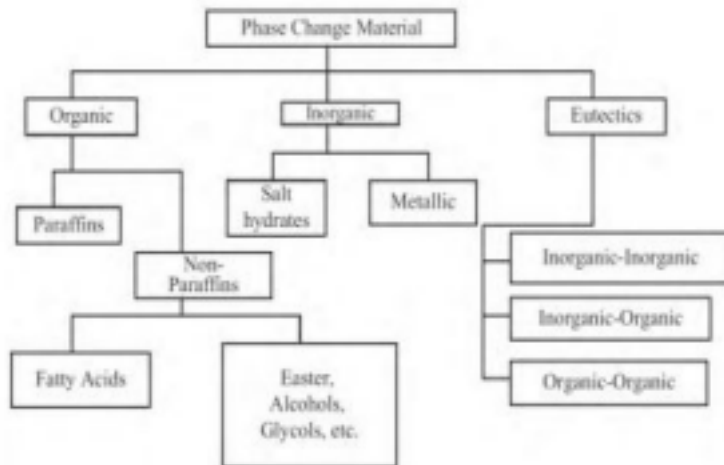 Phase Change Material
Organic
Inorganic
Eutectics
Paraffins
Salt
hydrates
Metallic
Non-
Paraffins
Inorganic-Inorganic
Inorganic-Organic
Organic-Organic
Fatty Acids
Easter,
Alcohols,
Glycols, etc.